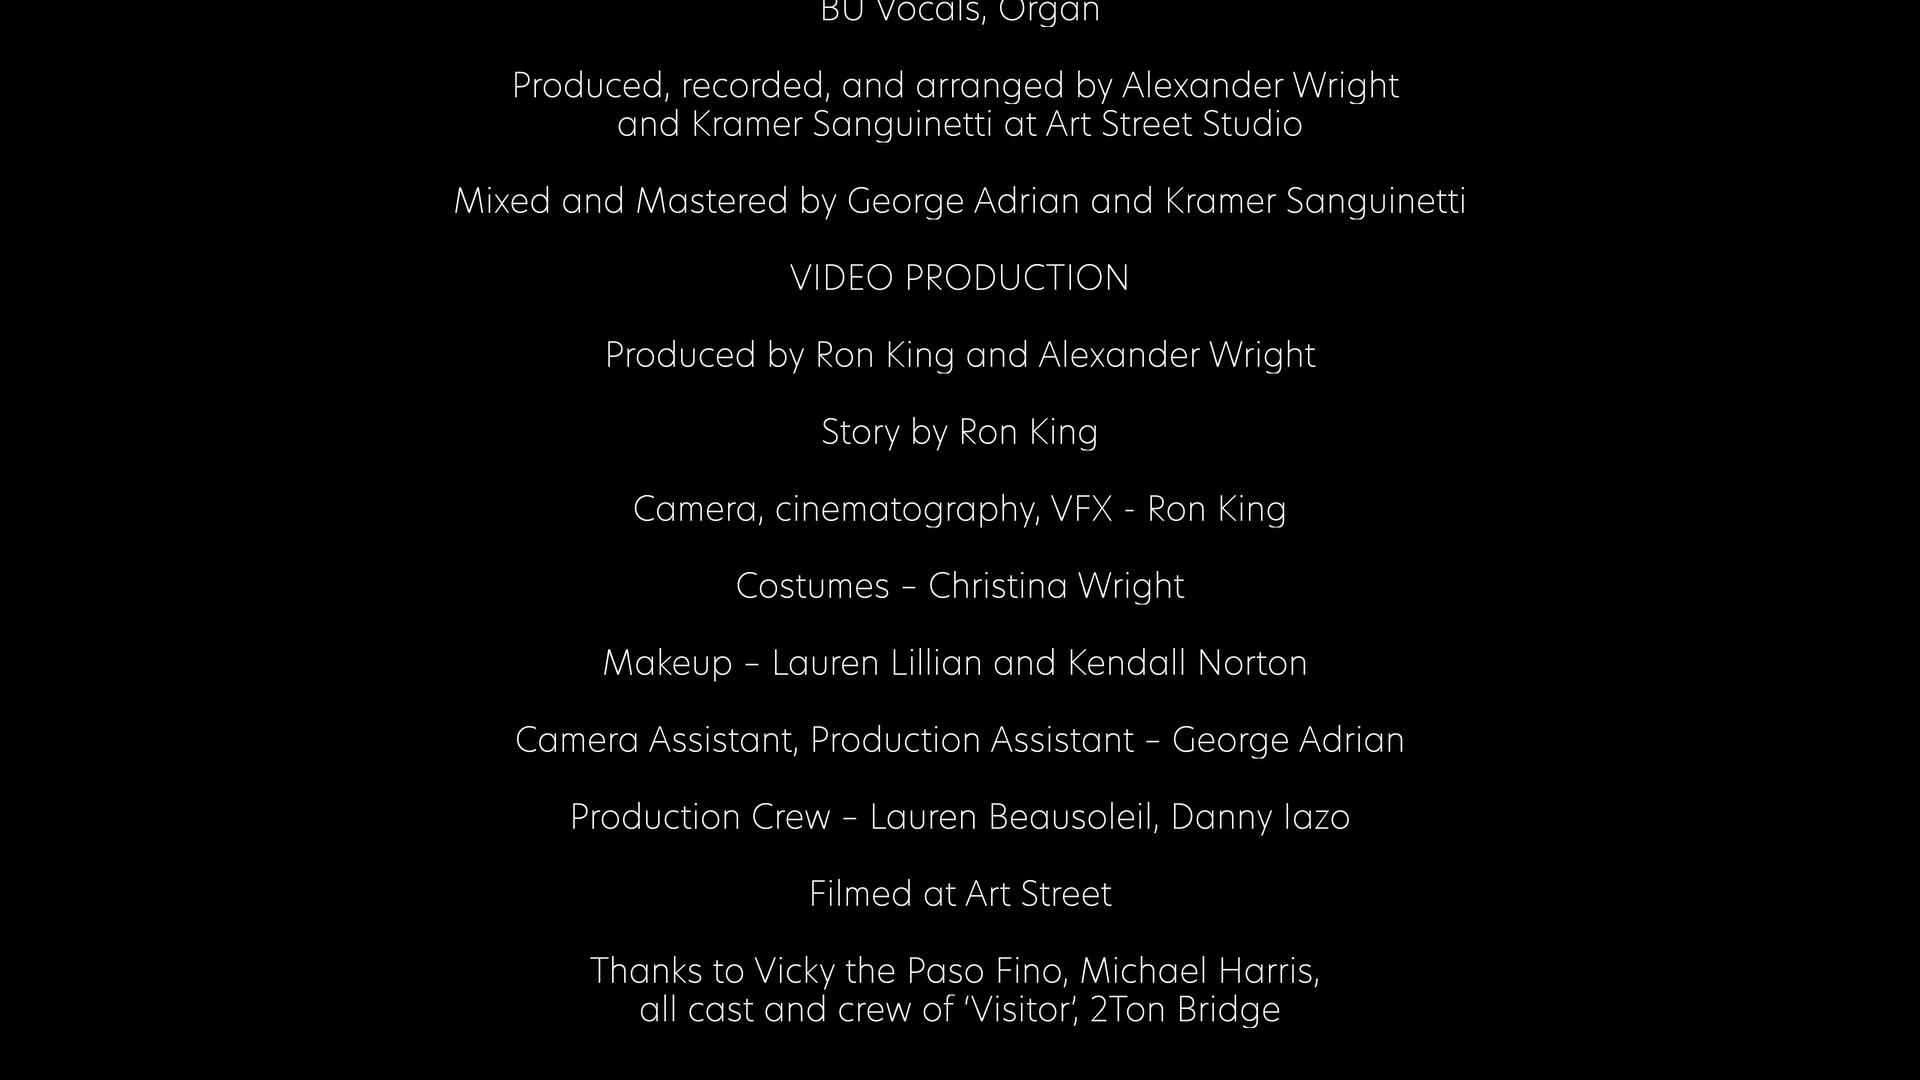 BU Vocals, Organ
Produced, recorded, and arranged by Alexander Wright
and Kramer Sanguinetti at Art Street Studio
Mixed and Mastered by George Adrian and Kramer Sanguinetti
VIDEO PRODUCTION
Produced by Ron King and Alexander Wright
Story by Ron King
Camera, cinematography, VFX - Ron King
Costumes – Christina Wright
Makeup – Lauren Lillian and Kendall Norton
Camera Assistant, Production Assistant – George Adrian
Production Crew – Lauren Beausoleil, Danny Iazo
Filmed at Art Street
Thanks to Vicky the Paso Fino, Michael Harris,
all cast and crew of ‘Visitor’, 2Ton Bridge